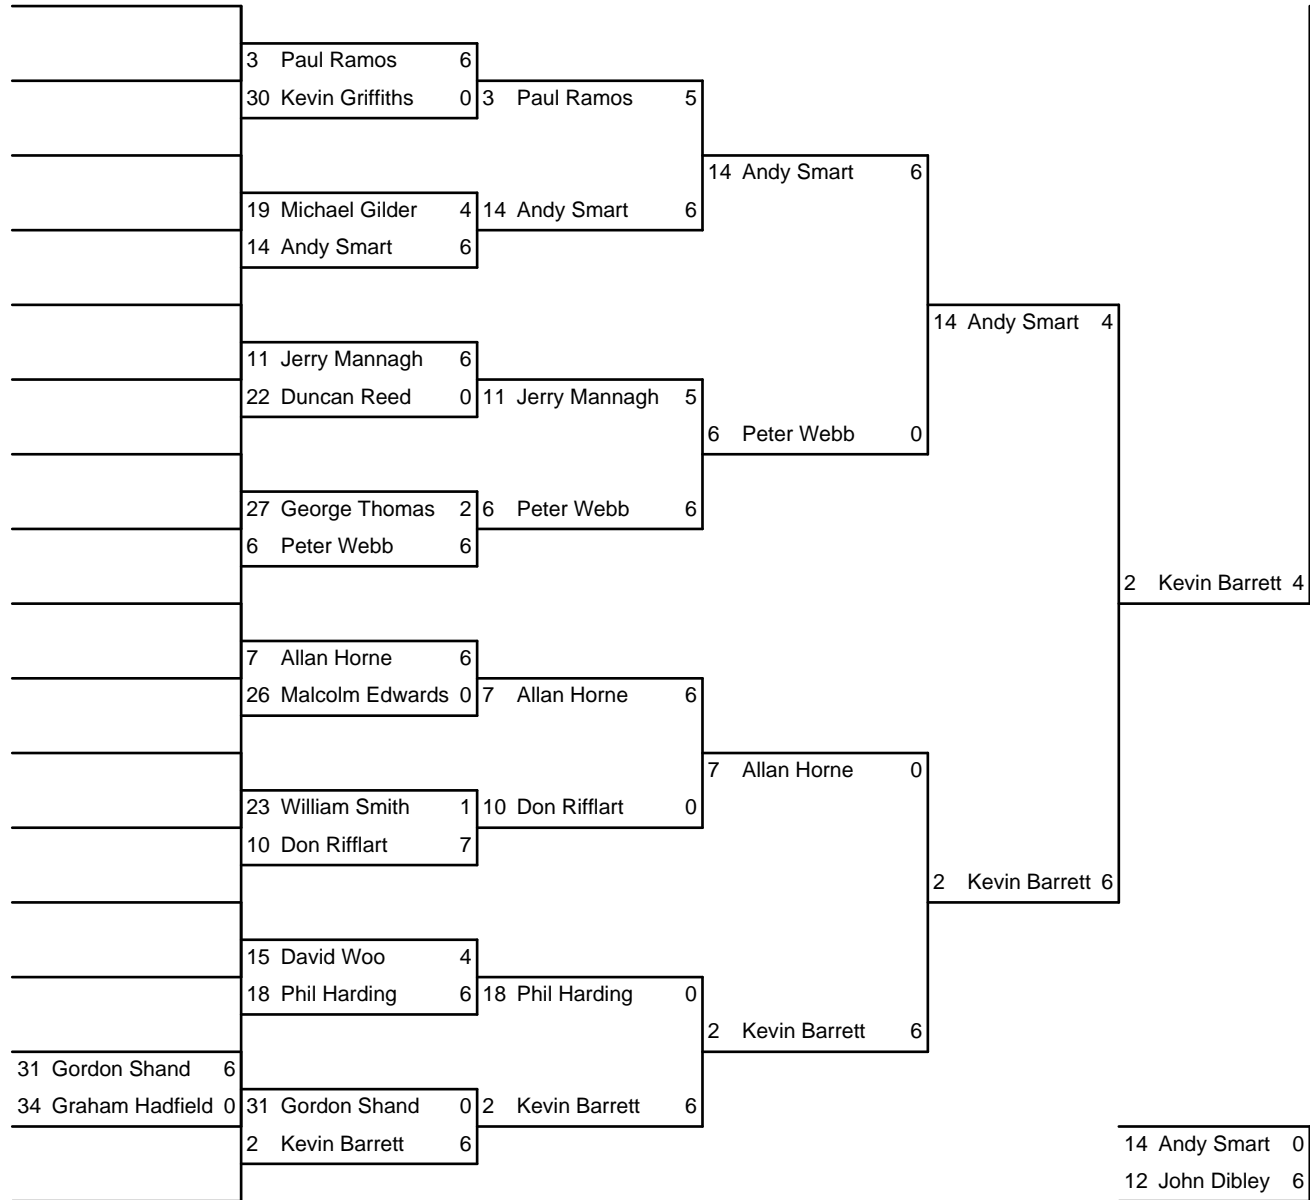 3 Paul Ramos 6
30 Kevin Griffiths 0
3 Paul Ramos 5
14 Andy Smart 6
19 Michael Gilder 4
14 Andy Smart 6
14 Andy Smart 6
14 Andy Smart 4
11 Jerry Mannagh 6
22 Duncan Reed 0
11 Jerry Mannagh 5
6 Peter Webb 0
27 George Thomas 2
6 Peter Webb 6
6 Peter Webb 6
2 Kevin Barrett 4
7 Allan Horne 6
26 Malcolm Edwards 0
7 Allan Horne 6
7 Allan Horne 0
23 William Smith 1
10 Don Rifflart 0
10 Don Rifflart 7
2 Kevin Barrett 6
15 David Woo 4
18 Phil Harding 6
18 Phil Harding 0
2 Kevin Barrett 6
31 Gordon Shand 6
34 Graham Hadfield 0
31 Gordon Shand 0
2 Kevin Barrett 6
2 Kevin Barrett 6
14 Andy Smart 0
12 John Dibley 6